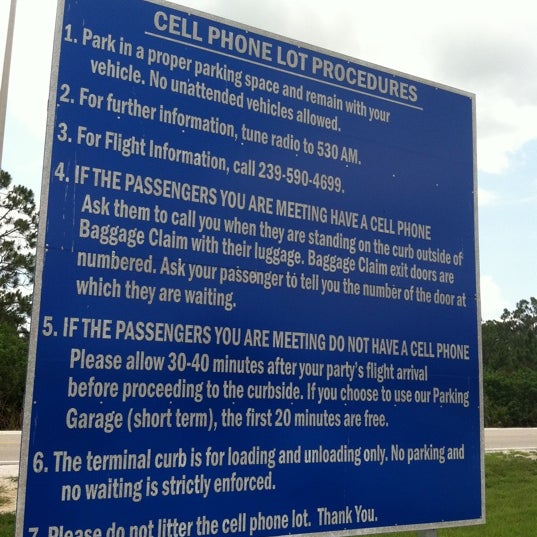 CELL PHONE LOT PROCEDURES
1. Park in a proper parking space and remain with your
vehicle. No unattended vehicles allowed.
2. For further information, tune radio to 530 AM.
3. For Flight Information, call 239-590-4699.
4. IF THE PASSENGERS YOU ARE MEETING HAVE A CELL PHONE
Ask them to call you when they are standing on the curb outside of
Baggage Claim with their luggage. Baggage Claim exit doors are
numbered. Ask your passenger to tell you the number of the door at
which they are waiting.
5. IF THE PASSENGERS YOU ARE MEETING DO NOT HAVE A CELL PHONE
Please allow 30-40 minutes after your party's flight arrival
before proceeding to the curbside. If you choose to use our Parking
Garage (short term), the first 20 minutes are free.
6. The terminal curb is for loading and unloading only. No parking and
no waiting is strictly enforced.
7. Please do not litter the cell phone lot. Thank You.